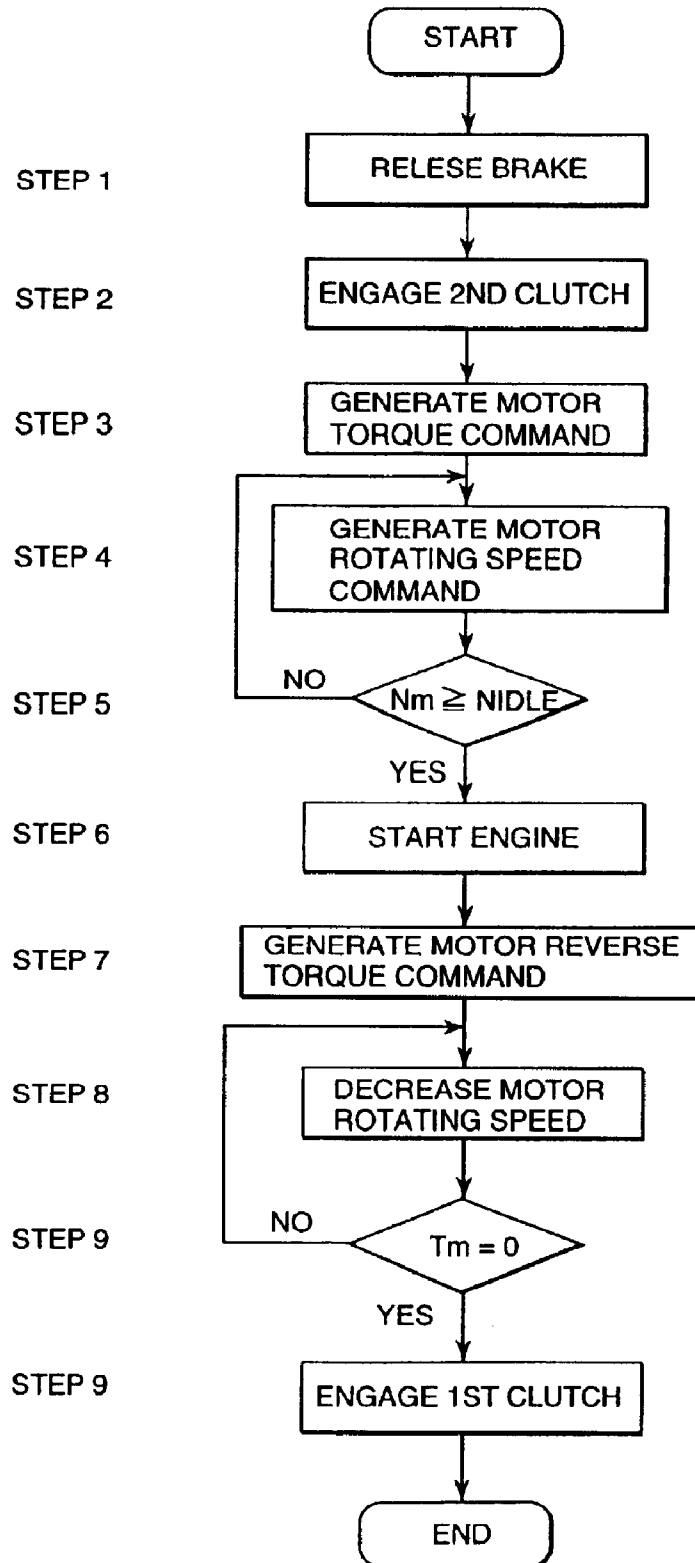 START
STEP 1
RELESE BRAKE
STEP 2
ENGAGE 2ND CLUTCH
STEP 3
GENERATE MOTOR
TORQUE COMMAND
STEP 4
GENERATE MOTOR
ROTATING SPEED
COMMAND
NO
STEP 5
Nm ≧ NIDLE
YES
STEP 6
START ENGINE
STEP 7
GENERATE MOTOR REVERSE
TORQUE COMMAND
STEP 8
DECREASE MOTOR
ROTATING SPEED
NO
STEP 9
Tm = 0
YES
STEP 9
ENGAGE 1ST CLUTCH
END